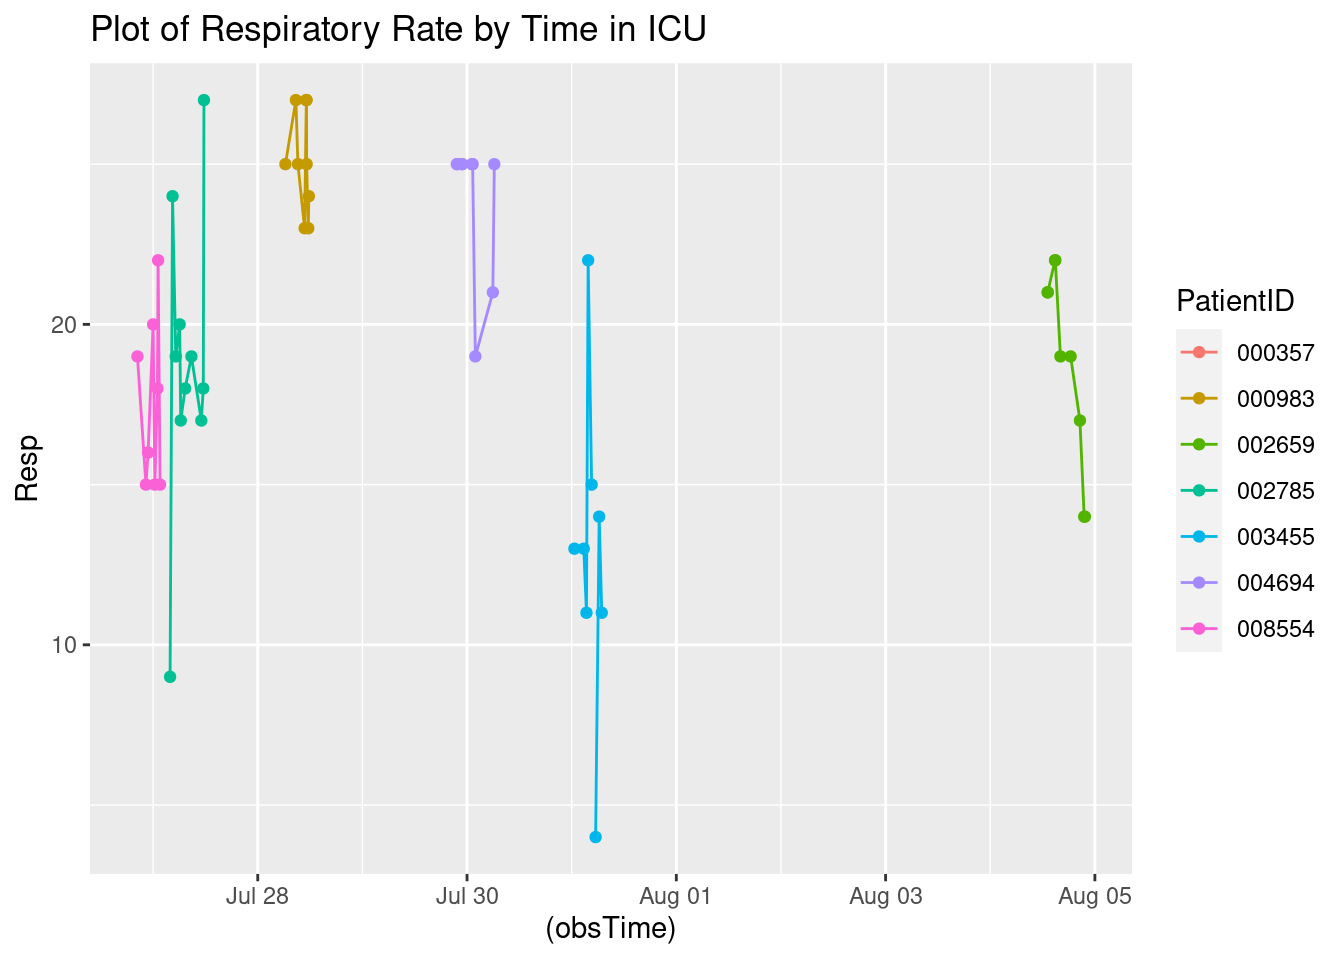 Plot of Respiratory Rate by Time in ICU
Resp
20
10
Jul 28
Jul 30
Aug 01
Aug 03
Aug 05
(obsTime)
PatientID
000357
000983
002659
002785
003455
004694
008554